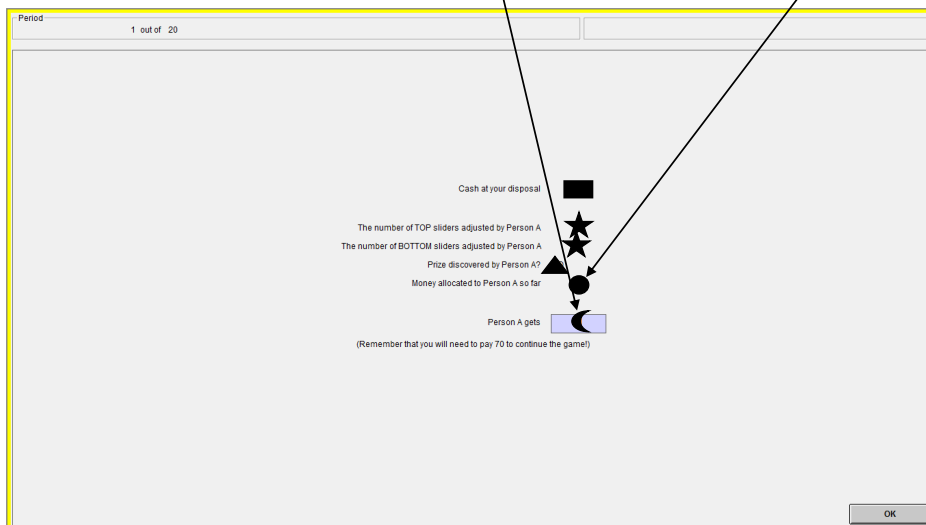 Period
1 out of 20
Cash at your disposal
The number of TOP sliders adjusted by Person A
The number of BOTTOM sliders adjusted by Person A
Prize discovered by Person A?
Money allocated to Person A so far
Person A gets
(Remember that you will need to pay 70 to continue the game!)
OK